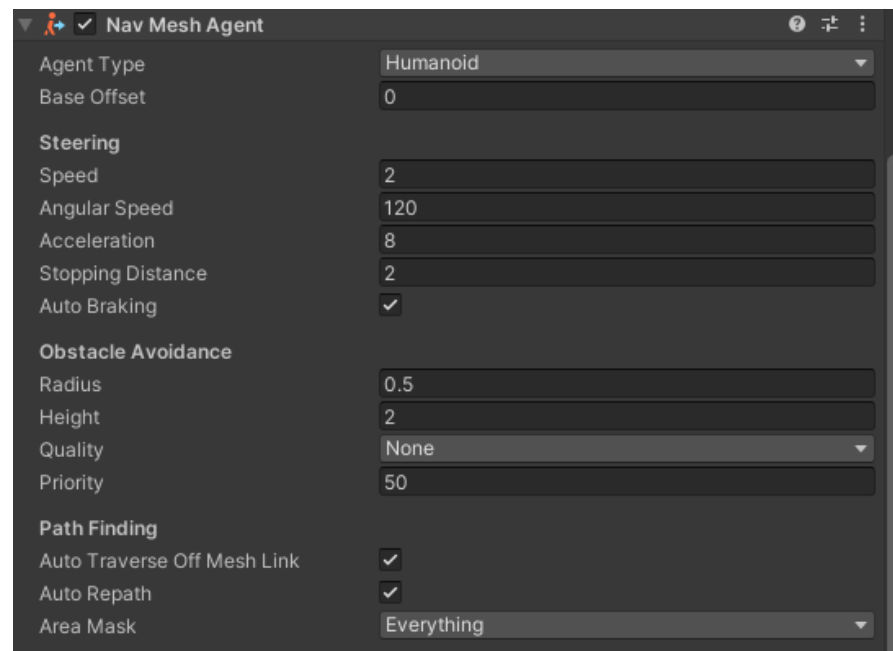 Nav Mesh Agent
Agent Type Humanoid
Base Offset 0
Steering
Speed 2
Angular Speed 120
Acceleration 8
Stopping Distance 2
Auto Braking
Obstacle Avoidance
Radius 0.5
Height 2
Quality None
Priority 50
Path Finding
Auto Traverse Off Mesh Link
Auto Repath
Area Mask Everything